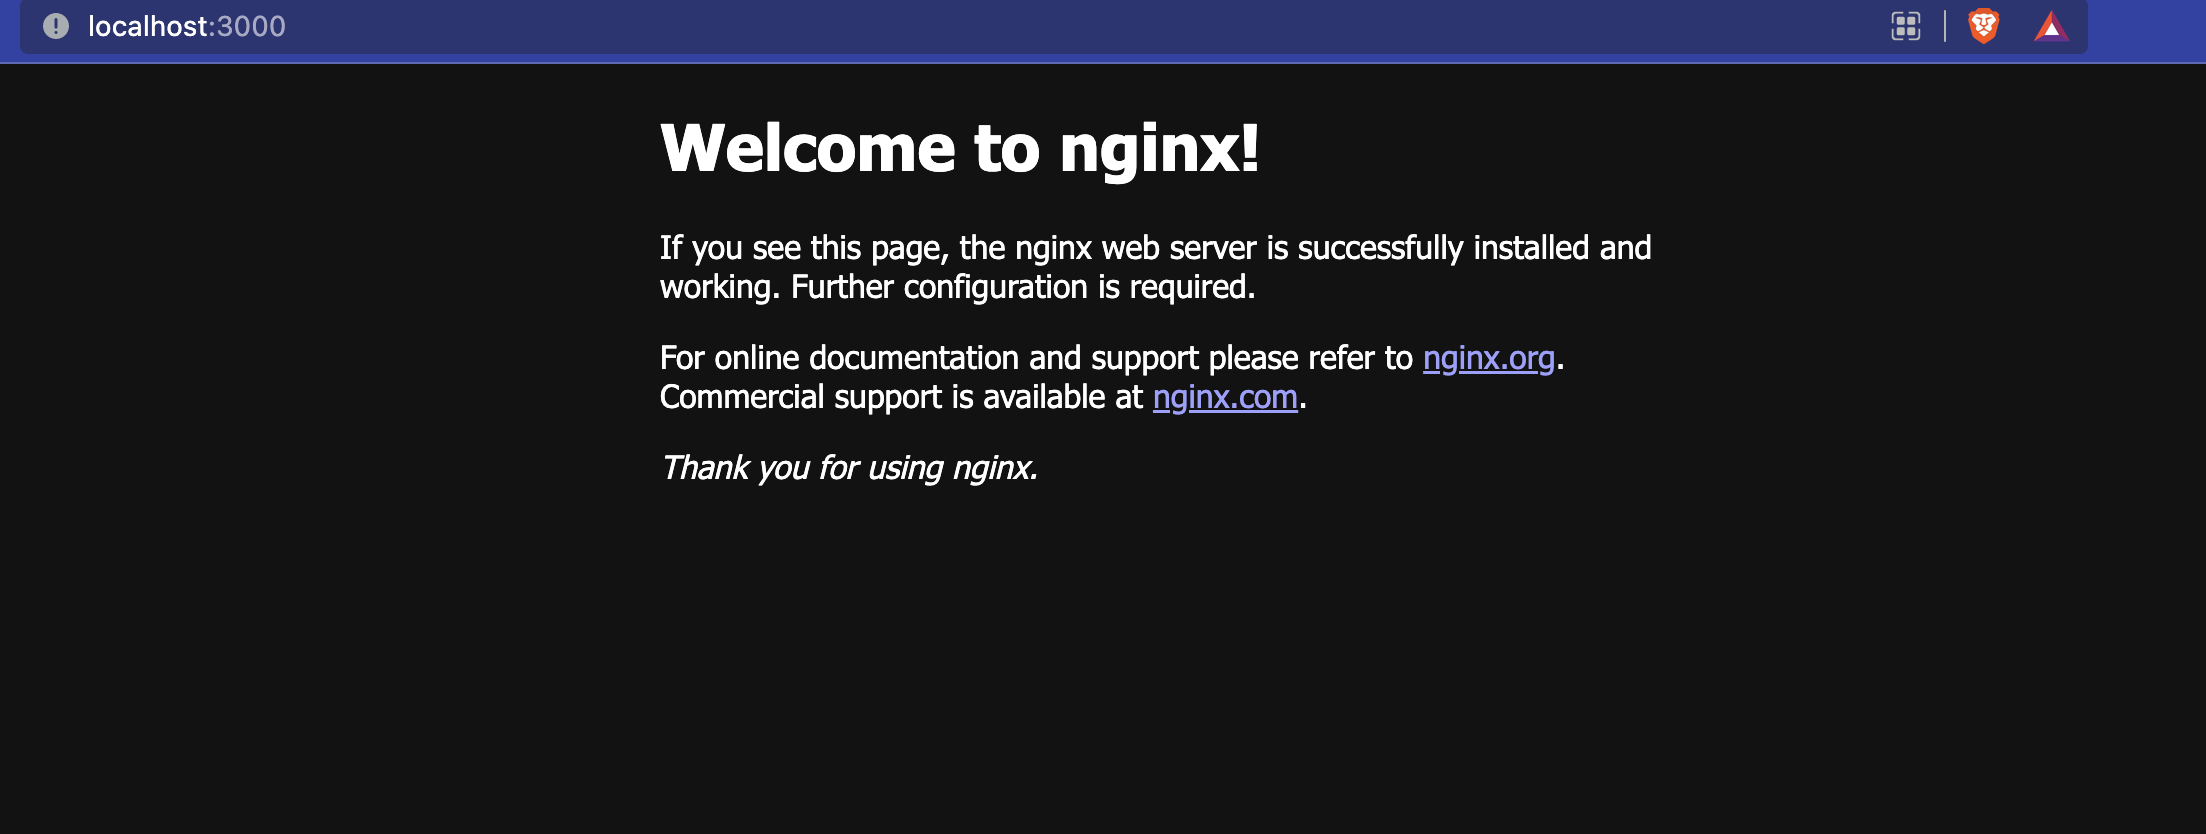 localhost:3000
Welcome to nginx!
If you see this page, the nginx web server is successfully installed and
working. Further configuration is required.
For online documentation and support please refer to nginx.org.
Commercial support is available at nginx.com.
Thank you for using nginx.